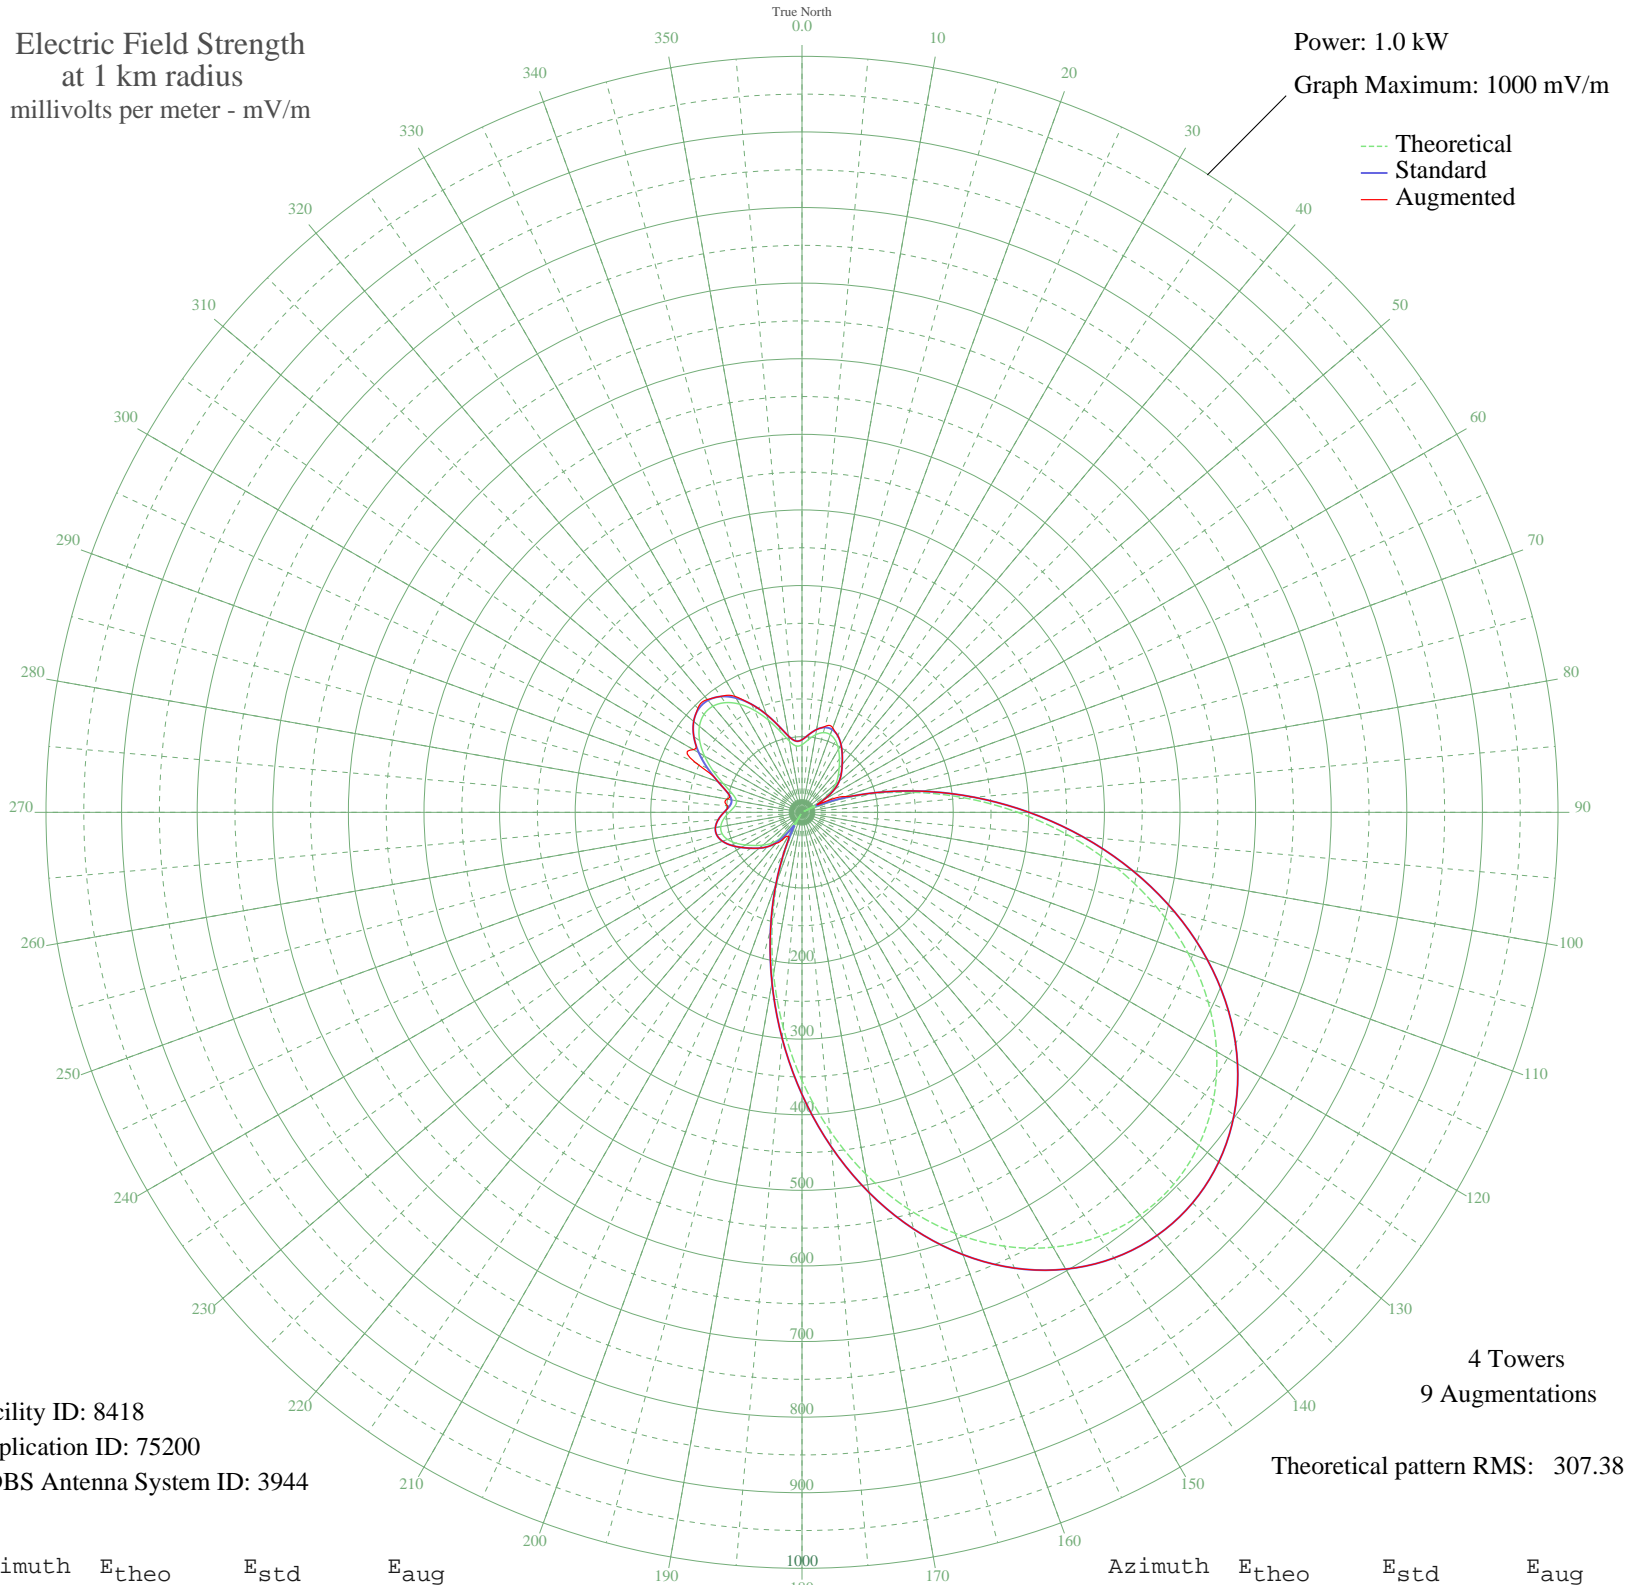 True North
0.0
Electric Field Strength
at 1 km radius
millivolts per meter - mV/m
Power: 1.0 kW
Graph Maximum: 1000 mV/m
Theoretical
Standard
Augmented
10
20
30
40
50
60
70
80
90
100
110
120
130
140
150
160
170
190
200
210
220
230
240
250
260
270
280
290
300
310
320
330
340
350
200
300
400
500
600
700
800
900
1000
4 Towers
9 Augmentations
Theoretical pattern RMS: 307.38
cility ID: 8418
plication ID: 75200
DBS Antenna System ID: 3944
imuth Etheo Estd Eaug
Azimuth Etheo Estd Eaug